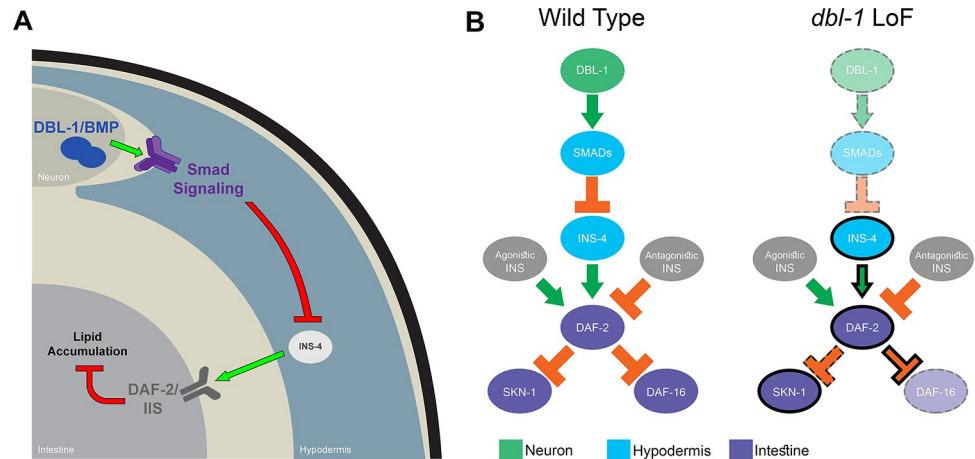 A
DBL-1/BMP
Neuron
Smad
Signaling
INS-4
Lipid
Accumulation
DAF-2/
IIS
Intestine
Hypodermis
B
Wild Type
dbl-1 LoF
DBL-1
SMADs
INS-4
Agonistic
INS
Antagonistic
INS
DAF-2
SKN-1
DAF-16
DBL-1
SMADs
INS-4
Agonistic
INS
Antagonistic
INS
DAF-2
SKN-1
DAF-16
Neuron
Hypodermis
Intestine